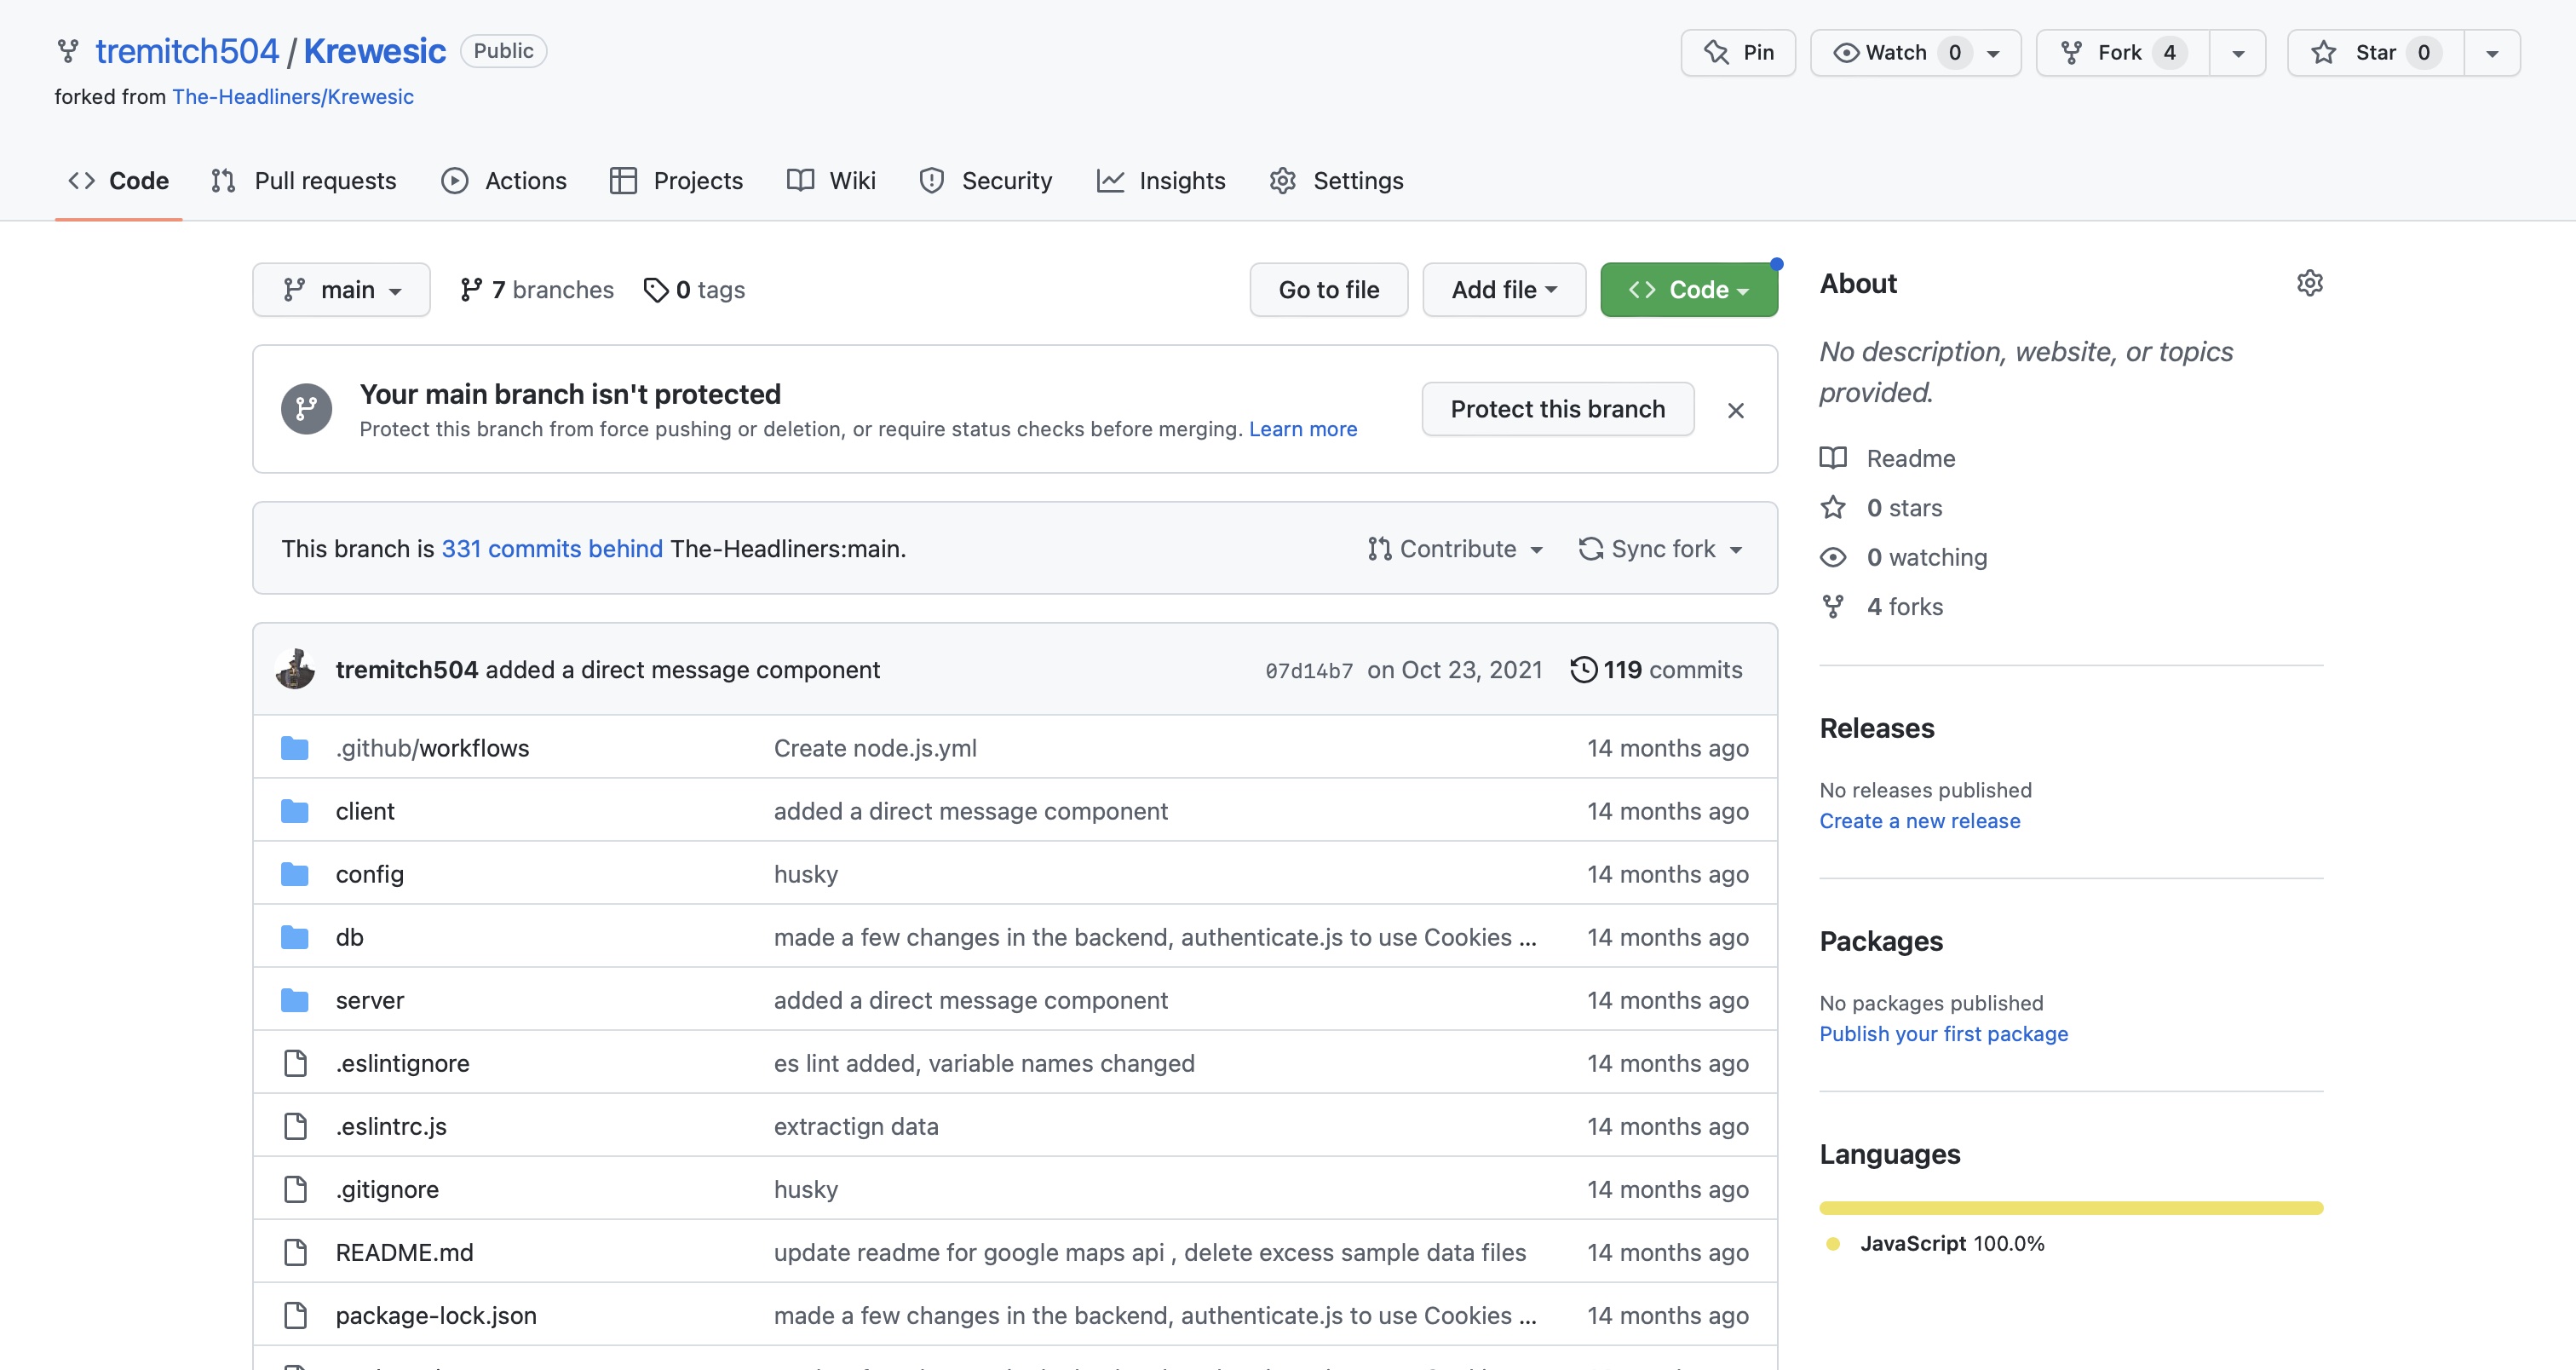 tremitch504 / Krewesic Public
Pin Watch 0 Fork 4 Star 0
forked from The-Headliners/Krewesic
Code Pull requests Actions Projects Wiki Security Insights Settings
main 7 branches 0 tags Go to file Add file Code
Your main branch isn't protected
Protect this branch from force pushing or deletion, or require status checks before merging. Learn more
Protect this branch
This branch is 331 commits behind The-Headliners:main.
Contribute Sync fork
tremitch504 added a direct message component 07d14b7 on Oct 23, 2021 119 commits
.github/workflows Create node.js.yml 14 months ago
client added a direct message component 14 months ago
config husky 14 months ago
db made a few changes in the backend, authenticate.js to use Cookies ... 14 months ago
server added a direct message component 14 months ago
.eslintignore es lint added, variable names changed 14 months ago
.eslintrc.js extractign data 14 months ago
.gitignore husky 14 months ago
README.md update readme for google maps api , delete excess sample data files 14 months ago
package-lock.json made a few changes in the backend, authenticate.js to use Cookies ... 14 months ago
About
No description, website, or topics
provided.
Readme
0 stars
0 watching
4 forks
Releases
No releases published
Create a new release
Packages
No packages published
Publish your first package
Languages
JavaScript 100.0%